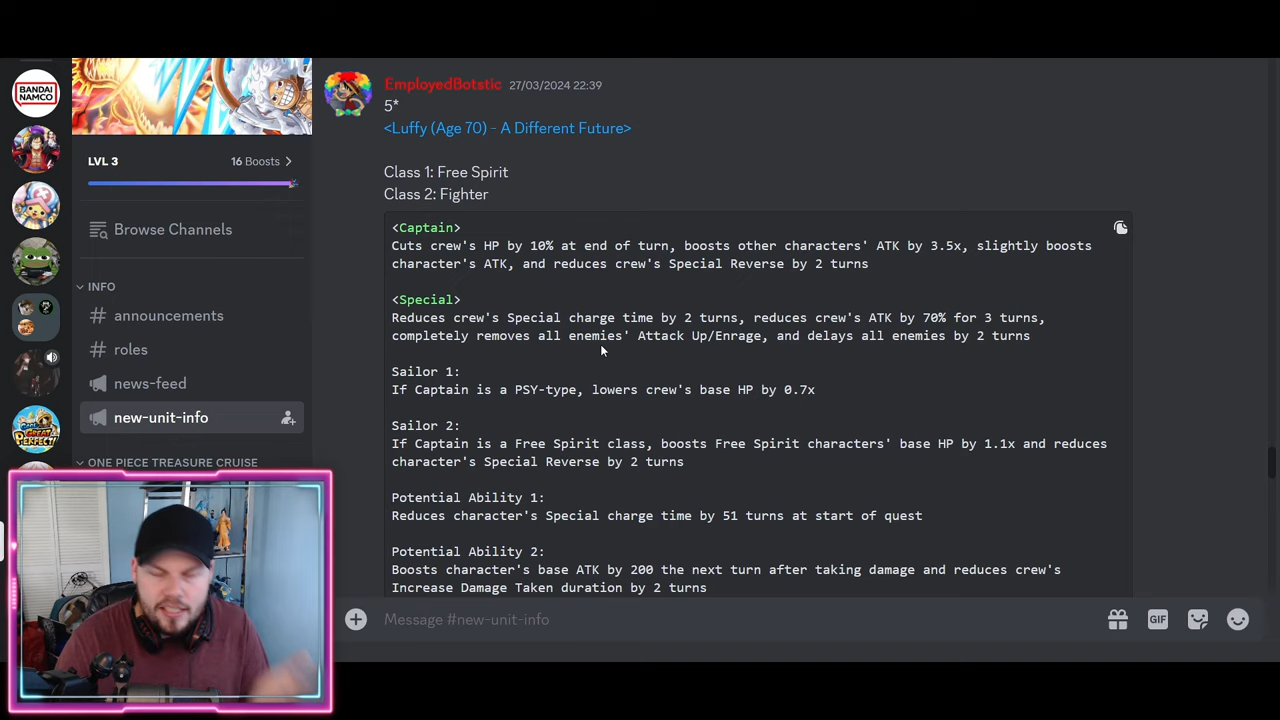 BANDAI
NAMCO
LVL 3
16 Boosts
Browse Channels
INFO
announcements
roles
news-feed
new-unit-info
ONE PIECE TREASURE CRUISE
EmployedBotstic 27/03/2024 22:39
5*
<Luffy (Age 70) - A Different Future>
Class 1: Free Spirit
Class 2: Fighter
<Captain>
Cuts crew's HP by 10% at end of turn, boosts other characters' ATK by 3.5x, slightly boosts
character's ATK, and reduces crew's Special Reverse by 2 turns
<Special>
Reduces crew's Special charge time by 2 turns, reduces crew's ATK by 70% for 3 turns,
completely removes all enemies' Attack Up/Enrage, and delays all enemies by 2 turns
Sailor 1:
If Captain is a PSY-type, lowers crew's base HP by 0.7x
Sailor 2:
If Captain is a Free Spirit class, boosts Free Spirit characters' base HP by 1.1x and reduces
character's Special Reverse by 2 turns
Potential Ability 1:
Reduces character's Special charge time by 51 turns at start of quest
Potential Ability 2:
Boosts character's base ATK by 200 the next turn after taking damage and reduces crew's
Increase Damage Taken duration by 2 turns
Message #new-unit-info
GIF